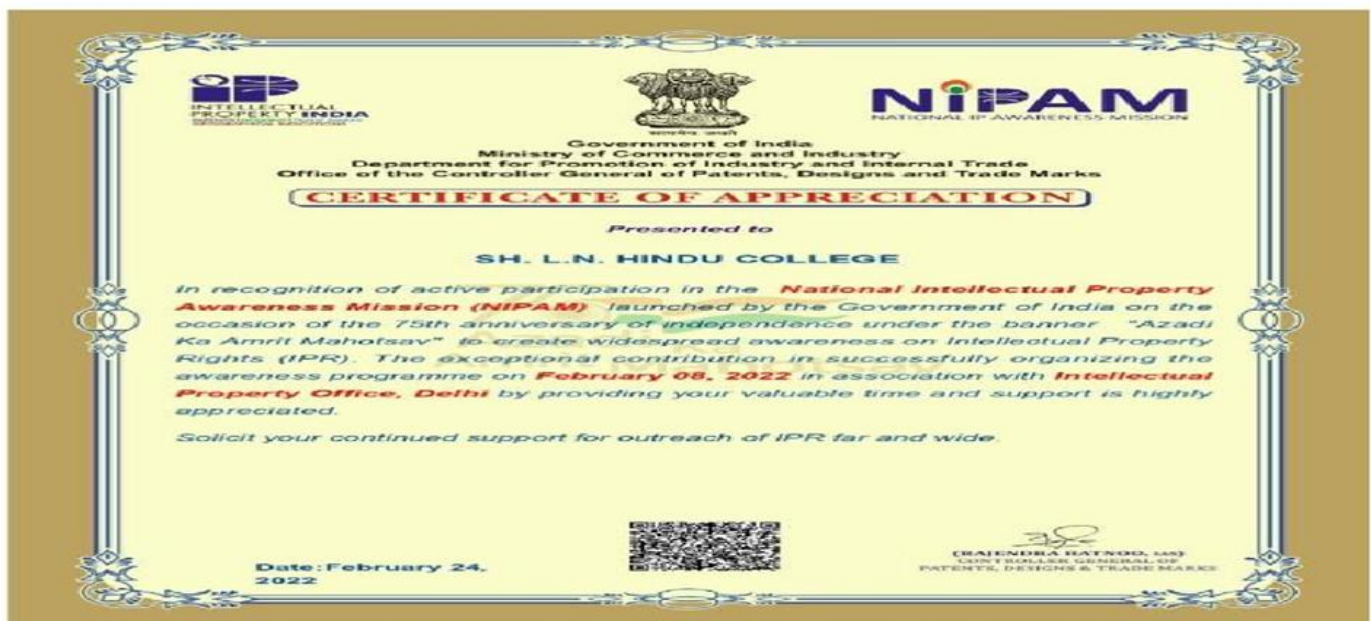 iP
INTELLECTUAL
PROPERTY INDIA
NiPAM
NATIONAL IP AWARENESS MISSION
सत्यमेव जयते
Government of India
Ministry of Commerce and Industry
Department for Promotion of Industry and Internal Trade
Office of the Controller General of Patents, Designs and Trade Marks
CERTIFICATE OF APPRECIATION
Presented to
SH. L.N. HINDU COLLEGE
In recognition of active participation in the National Intellectual Property
Awareness Mission (NIPAM) launched by the Government of India on the
occasion of the 75th anniversary of independence under the banner "Azadi
Ka Amrit Mahotsav" to create widespread awareness on Intellectual Property
Rights (IPR). The exceptional contribution in successfully organizing the
awareness programme on February 08, 2022 in association with Intellectual
Property Office, Delhi by providing your valuable time and support is highly
appreciated.
Solicit your continued support for outreach of IPR far and wide.
Date: February 24,
2022
(RAJENDRA RATNOO, IAS)
CONTROLLER GENERAL OF
PATENTS, DESIGNS & TRADE MARKS